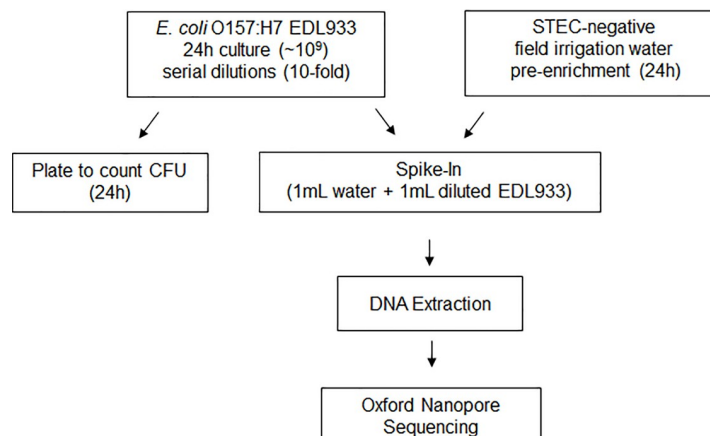 E. coli O157:H7 EDL933
24h culture (~10⁹)
serial dilutions (10-fold)
STEC-negative
field irrigation water
pre-enrichment (24h)
Plate to count CFU
(24h)
Spike-In
(1mL water + 1mL diluted EDL933)
DNA Extraction
Oxford Nanopore
Sequencing